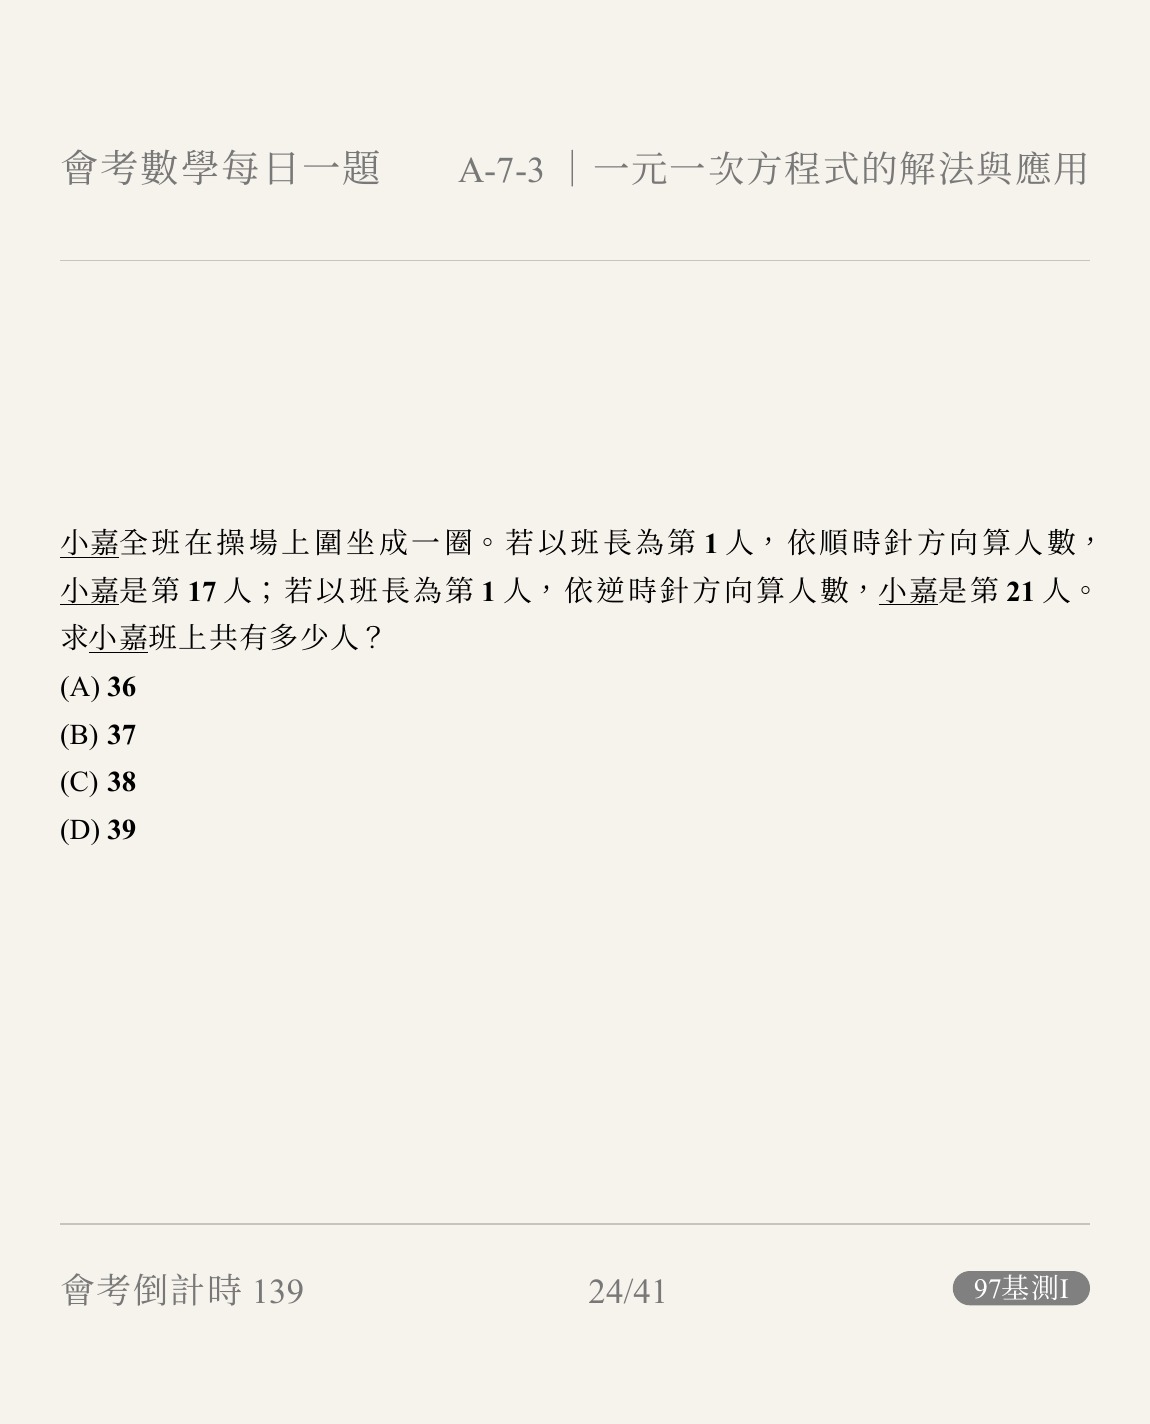 會考數學每日一題 A-7-3｜一元一次方程式的解法與應用
小嘉全班在操場上圍坐成一圈。若以班長為第 1 人，依順時針方向算人數，
小嘉是第 17 人；若以班長為第 1 人，依逆時針方向算人數，小嘉是第 21 人。
求小嘉班上共有多少人？
(A) 36
(B) 37
(C) 38
(D) 39
會考倒計時 139 24/41 97基測I